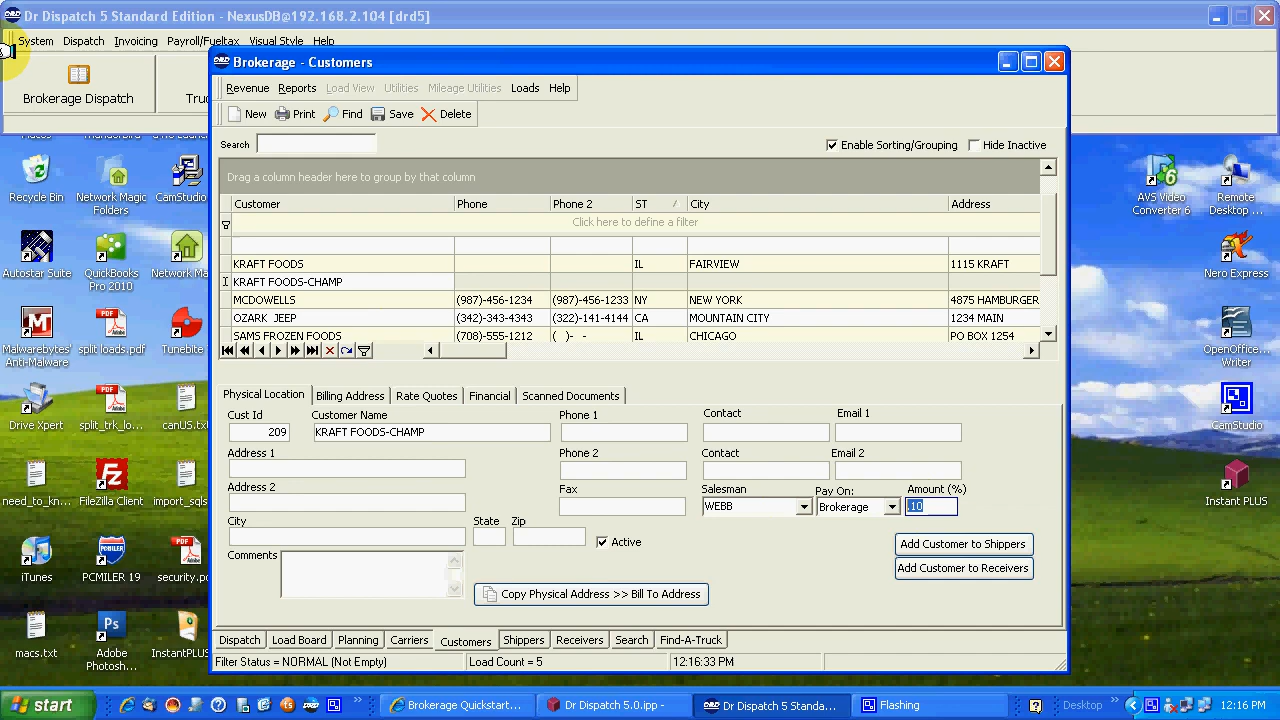 Dr Dispatch 5 Standard Edition - NexusDB@192.168.2.104 [drd5]
System Dispatch Invoicing Payroll/Fueltax Visual Style Help
Brokerage Dispatch
Brokerage - Customers
Revenue Reports Load View Utilities Mileage Utilities Loads Help
New Print Find Save Delete
Search
Enable Sorting/Grouping Hide Inactive
Drag a column header here to group by that column
Customer Phone Phone 2 ST City Address
Click here to define a filter
KRAFT FOODS IL FAIRVIEW 1115 KRAFT
KRAFT FOODS-CHAMP
MCDOWELLS (987)-456-1234 (987)-456-1233 NY NEW YORK 4875 HAMBURGER
OZARK JEEP (342)-343-4343 (322)-141-4144 CA MOUNTAIN CITY 1234 MAIN
SAMS FROZEN FOODS (708)-555-1212 ( )- - IL CHICAGO PO BOX 1254
Physical Location Billing Address Rate Quotes Financial Scanned Documents
Cust Id Customer Name Phone 1 Contact Email 1
209 KRAFT FOODS-CHAMP
Address 1 Phone 2 Contact Email 2
Address 2 Fax Salesman Pay On: Amount (%)
WEBB Brokerage .10
City State Zip
Active
Comments
Add Customer to Shippers
Add Customer to Receivers
Copy Physical Address >> Bill To Address
Dispatch Load Board Planning Carriers Customers Shippers Receivers Search Find-A-Truck
Filter Status = NORMAL (Not Empty) Load Count = 5 12:16:33 PM
Recycle Bin
Network Magic
Folders
CamStudio
Autostar Suite
QuickBooks
Pro 2010
Network Ma
Malwarebytes'
Anti-Malware
split loads.pdf
Tunebite
Drive Xpert
split_trk_lo...
canUS.txt
need_to_kn...
FileZilla Client
import_sqls
iTunes
PCMILER 19
security.pd
macs.txt
Adobe
Photosh...
InstantPLUS
AVS Video
Converter 6
Remote
Desktop ...
Nero Express
OpenOffice...
Writer
CamStudio
Instant PLUS
start
Brokerage Quickstart...
Dr Dispatch 5.0.ipp -
Dr Dispatch 5 Standa...
Flashing
Desktop
12:16 PM